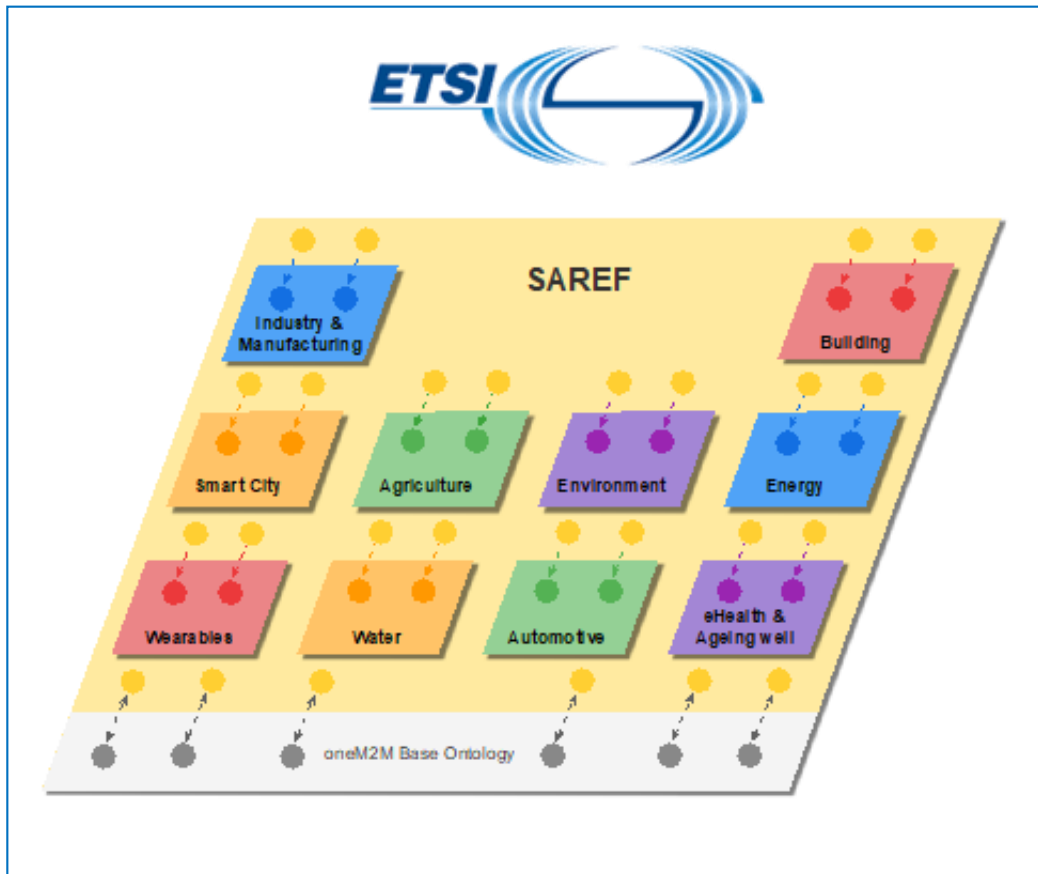 ETSI
SAREF
Industry &
Manufacturing
Building
Smart City
Agriculture
Environment
Energy
Wearables
Water
Automotive
eHealth &
Ageing well
oneM2M Base Ontology